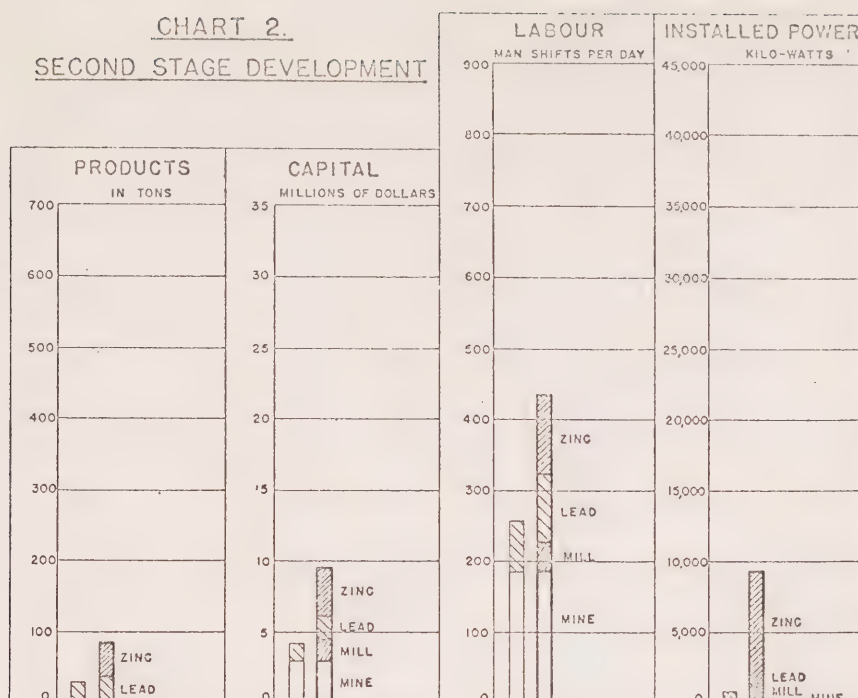 CHART 2.
SECOND STAGE DEVELOPMENT
PRODUCTS
IN TONS
700
600
500
400
300
200
100
0
ZINC
LEAD
CAPITAL
MILLIONS OF DOLLARS
35
30
25
20
15
10
5
0
ZINC
LEAD
MILL
MINE
LABOUR
MAN SHIFTS PER DAY
900
800
700
600
500
400
300
200
100
0
ZINC
LEAD
MILL
MINE
INSTALLED POWER
KILO-WATTS
45,000
40,000
35,000
30,000
25,000
20,000
15,000
10,000
5,000
0
ZINC
LEAD
MILL MINE